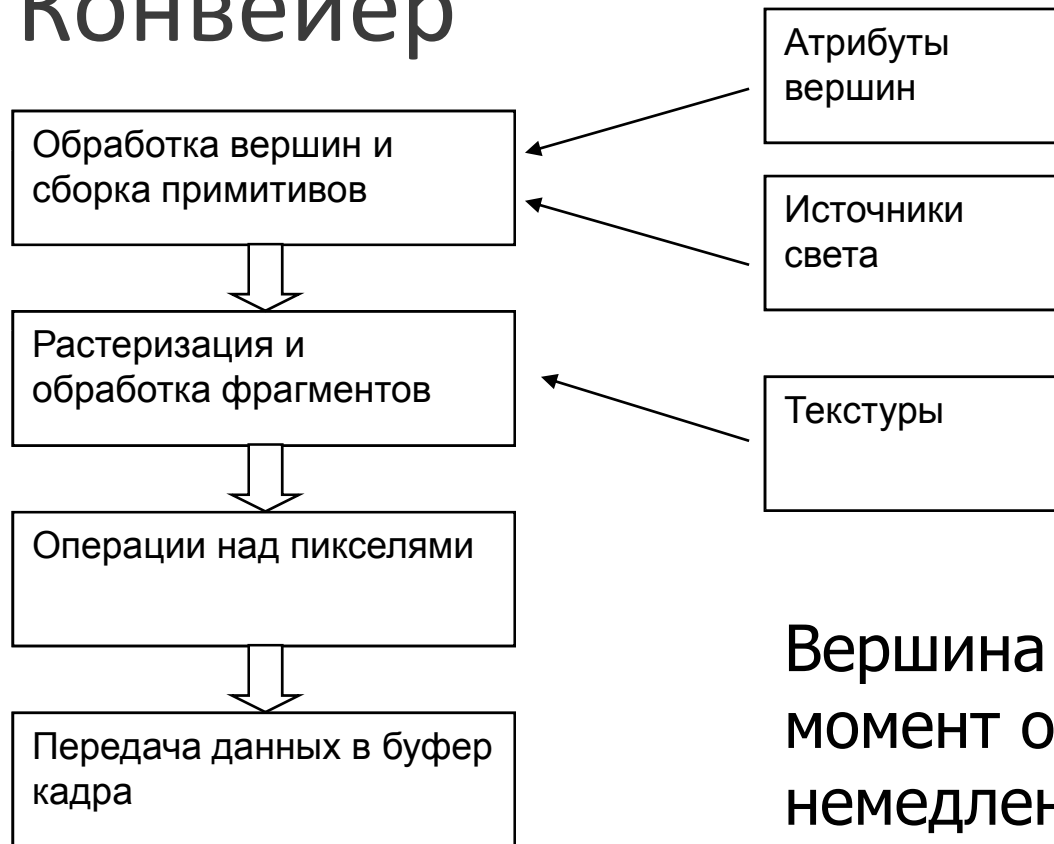 Конвейер
Атрибуты
вершин
Обработка вершин и
сборка примитивов
Источники
света
Растеризация и
обработка фрагментов
Текстуры
Операции над пикселями
Передача данных в буфер
кадра
Вершина
момент